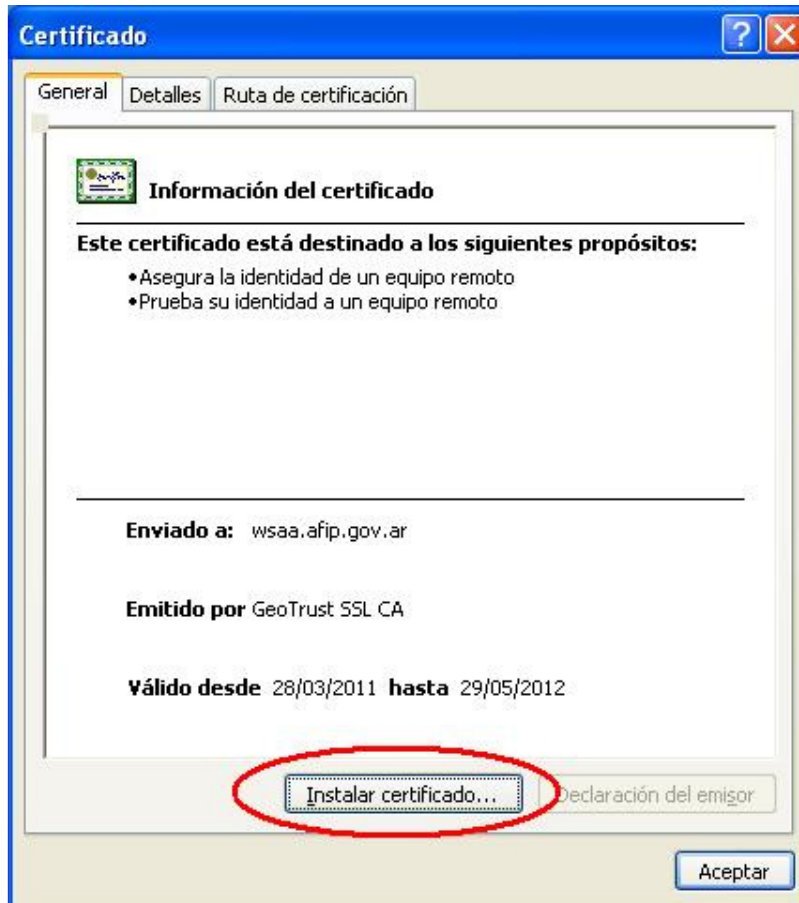 Certificado
General Detalles Ruta de certificación
Información del certificado
Este certificado está destinado a los siguientes propósitos:
•Asegura la identidad de un equipo remoto
•Prueba su identidad a un equipo remoto
Enviado a: wsaa.afip.gov.ar
Emitido por GeoTrust SSL CA
Válido desde 28/03/2011 hasta 29/05/2012
Instalar certificado... Declaración del emisor
Aceptar